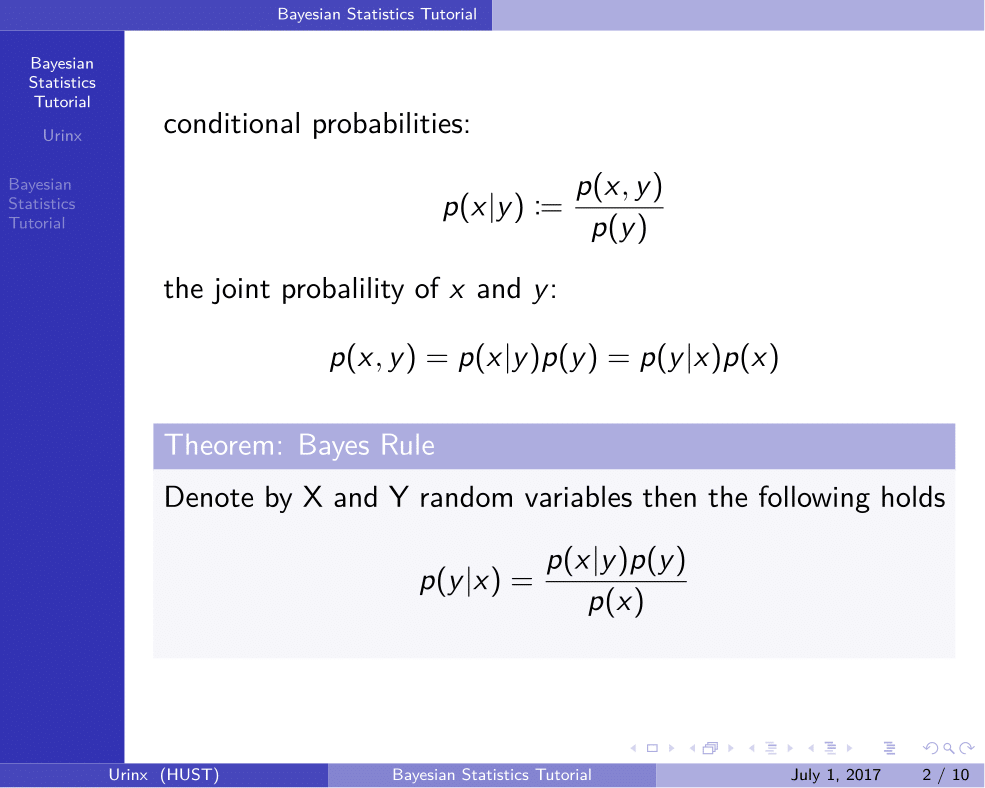 Bayesian Statistics Tutorial
Bayesian
Statistics
Tutorial
Urinx
Bayesian
Statistics
Tutorial
conditional probabilities:
p(x|y) := p(x, y) / p(y)
the joint probalility of x and y:
p(x, y) = p(x|y)p(y) = p(y|x)p(x)
Theorem: Bayes Rule
Denote by X and Y random variables then the following holds
p(y|x) = p(x|y)p(y) / p(x)
Urinx (HUST) Bayesian Statistics Tutorial July 1, 2017 2 / 10